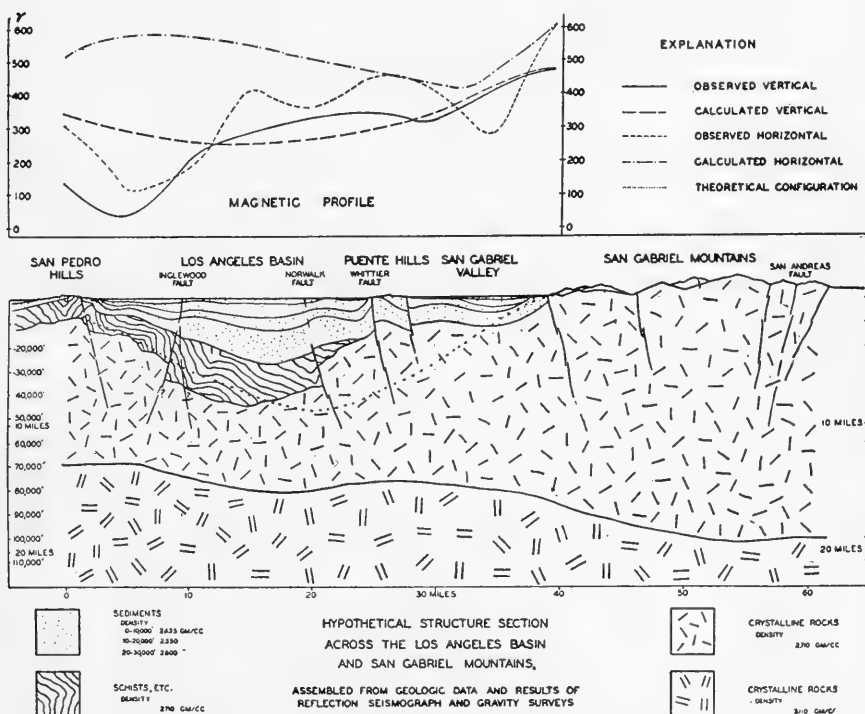 γ
600
500
400
300
200
100
0
MAGNETIC PROFILE
600
500
400
300
200
100
0
EXPLANATION
OBSERVED VERTICAL
CALCULATED VERTICAL
OBSERVED HORIZONTAL
CALCULATED HORIZONTAL
THEORETICAL CONFIGURATION
SAN PEDRO HILLS
LOS ANGELES BASIN
INGLEWOOD FAULT
NORWALK FAULT
PUENTE HILLS
WHITTIER FAULT
SAN GABRIEL VALLEY
SAN GABRIEL MOUNTAINS
SAN ANDREAS FAULT
-20,000'
-30,000'
40,000'
50,000'
10 MILES
60,000'
70,000'
-80,000'
-90,000'
100,000'
20 MILES
110,000'
10 MILES
20 MILES
0
10
20
30 MILES
40
50
60
SEDIMENTS
DENSITY
0-10,000' 2.635 GM/CC
10-20,000' 2.550
20-30,000' 2.600 "
SCHISTS, ETC.
DENSITY
2.710 GM/CC
HYPOTHETICAL STRUCTURE SECTION
ACROSS THE LOS ANGELES BASIN
AND SAN GABRIEL MOUNTAINS,
ASSEMBLED FROM GEOLOGIC DATA AND RESULTS OF
REFLECTION SEISMOGRAPH AND GRAVITY SURVEYS
CRYSTALLINE ROCKS
DENSITY
2.710 GM/CC
CRYSTALLINE ROCKS
DENSITY